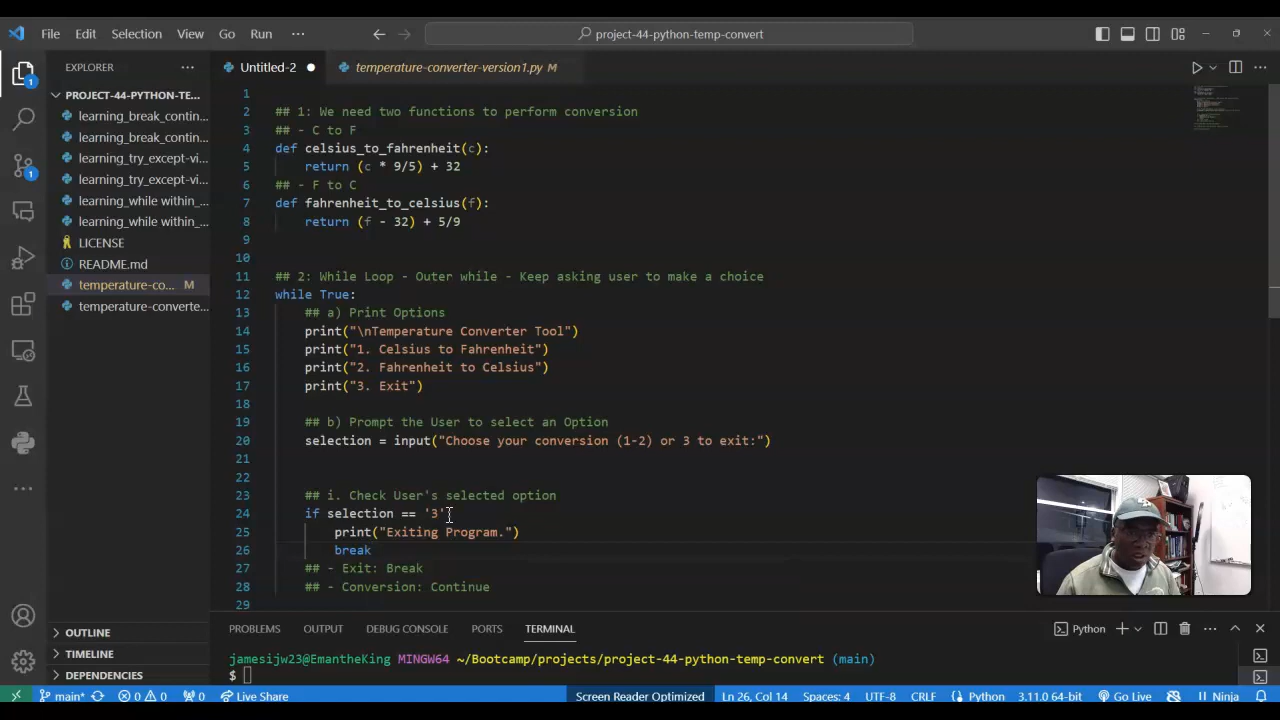 File Edit Selection View Go Run ··· project-44-python-temp-convert
EXPLORER ···
PROJECT-44-PYTHON-TE...
learning_break_contin...
learning_break_contin...
learning_try_except-vi...
learning_try_except-vi...
learning_while within_...
learning_while within_...
LICENSE
README.md
temperature-co... M
temperature-converte...
OUTLINE
TIMELINE
DEPENDENCIES
1
1
Untitled-2 temperature-converter-version1.py M
1
2 ## 1: We need two functions to perform conversion
3 ## - C to F
4 def celsius_to_fahrenheit(c):
5 return (c * 9/5) + 32
6 ## - F to C
7 def fahrenheit_to_celsius(f):
8 return (f - 32) + 5/9
9
10
11 ## 2: While Loop - Outer while - Keep asking user to make a choice
12 while True:
13 ## a) Print Options
14 print("\nTemperature Converter Tool")
15 print("1. Celsius to Fahrenheit")
16 print("2. Fahrenheit to Celsius")
17 print("3. Exit")
18
19 ## b) Prompt the User to select an Option
20 selection = input("Choose your conversion (1-2) or 3 to exit:")
21
22
23 ## i. Check User's selected option
24 if selection == '3'
25 print("Exiting Program.")
26 break
27 ## - Exit: Break
28 ## - Conversion: Continue
29
PROBLEMS OUTPUT DEBUG CONSOLE PORTS TERMINAL Python
jamesijw23@EmantheKing MINGW64 ~/Bootcamp/projects/project-44-python-temp-convert (main)
$
main* 0 0 0 Live Share Screen Reader Optimized Ln 26, Col 14 Spaces: 4 UTF-8 CRLF Python 3.11.0 64-bit Go Live Ninja